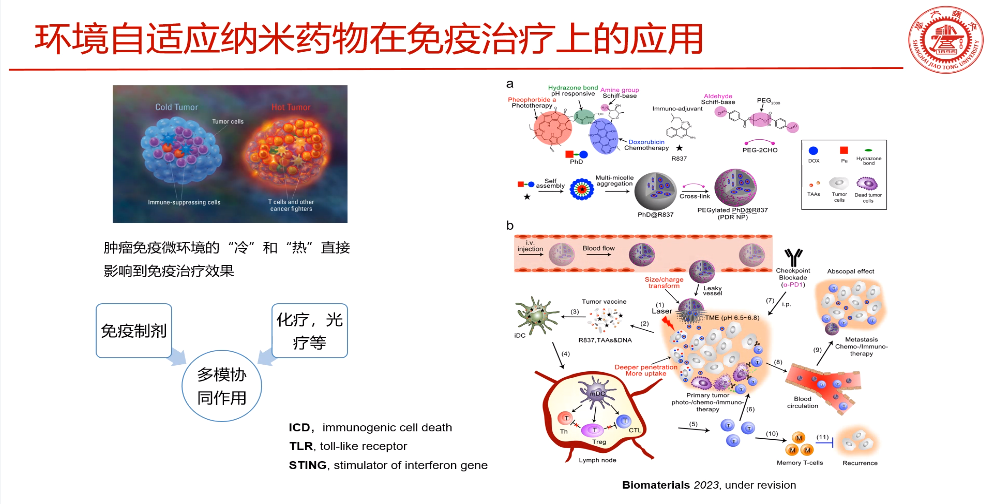 环境自适应纳米药物在免疫治疗上的应用
SHANGHAI JIAO TONG UNIVERSITY
Cold Tumor
Hot Tumor
Tumor cells
Immune-suppressing cells
T cells and other
cancer fighters
肿瘤免疫微环境的“冷”和“热”直接
影响到免疫治疗效果
免疫制剂
化疗，光
疗等
多模协
同作用
ICD，immunogenic cell death
TLR, toll-like receptor
STING, stimulator of interferon gene
a
Pheophorbide a
Phototherapy
Hydrazone bond
pH responsive
Amine group
Schiff-base
Doxorubicin
Chemotherapy
PhD
Immuno-adjuvant
R837
Aldehyde
Schiff-base
PEG2000
PEG-2CHO
Self
assembly
Multi-micelle
aggregation
PhD@R837
Cross-link
PEGylated PhD@R837
(PDR NP)
DOX
Pa
Hydrazone
bond
TAAs
Tumor
cells
Dead tumor
cells
b
i.v.
injection
Blood flow
Size/charge
transform
Leaky
vessel
Checkpoint
Blockade
(α-PD1)
Abscopal effect
(1)
Laser
TME (pH 6.5~6.8)
(7)
i.p.
Tumor vaccine
(3)
(2)
iDC
R837,TAAs&DNA
(4)
Deeper penetration
More uptake
Metastasis
Chemo-/Immuno-
therapy
(9)
(8)
Primary tumor
photo-/chemo-/immuno-
therapy
Blood
circulation
mDC
T
Th
T
Treg
T
CTL
Lymph node
(5)
(6)
T
T
T
(10)
M
M
M
Memory T-cells
(11)
Recurrence
Biomaterials 2023, under revision